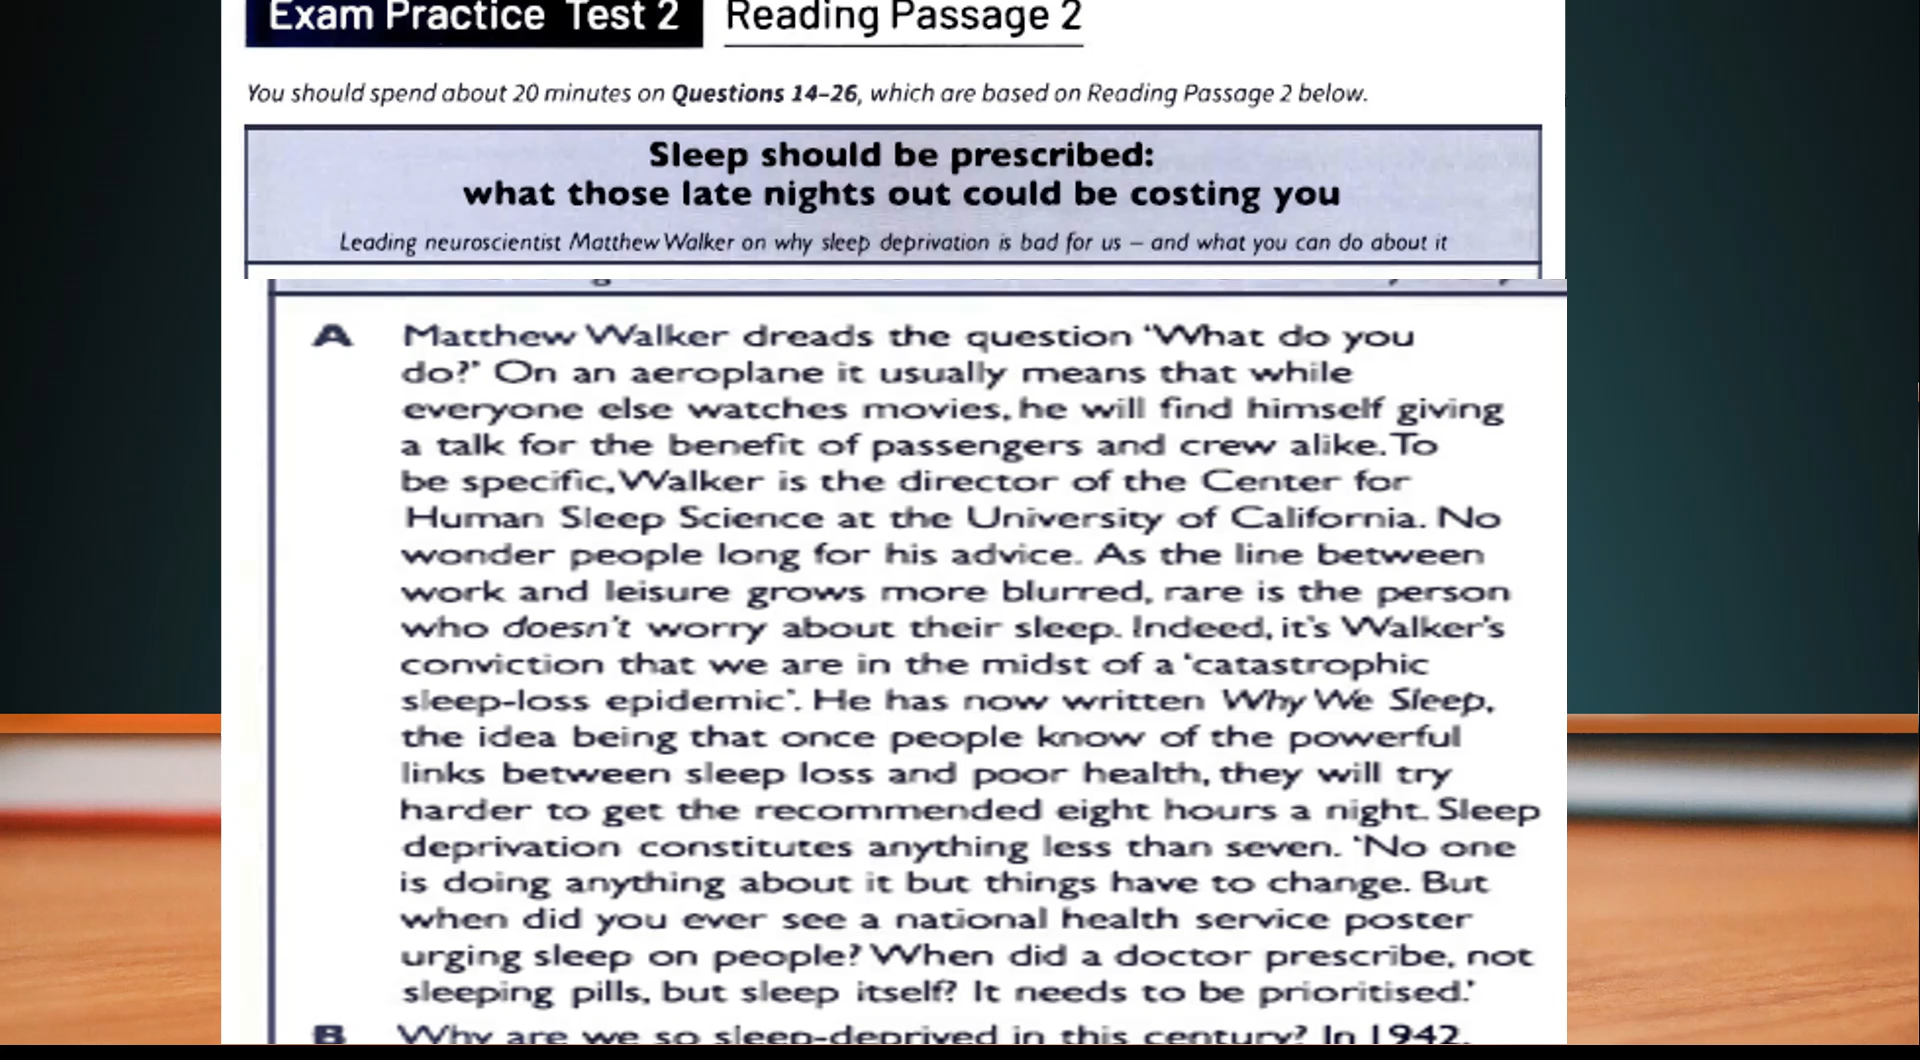 Exam Practice Test 2 Reading Passage 2
You should spend about 20 minutes on Questions 14–26, which are based on Reading Passage 2 below.
Sleep should be prescribed:
what those late nights out could be costing you
Leading neuroscientist Matthew Walker on why sleep deprivation is bad for us – and what you can do about it
A Matthew Walker dreads the question ‘What do you
do?’ On an aeroplane it usually means that while
everyone else watches movies, he will find himself giving
a talk for the benefit of passengers and crew alike. To
be specific, Walker is the director of the Center for
Human Sleep Science at the University of California. No
wonder people long for his advice. As the line between
work and leisure grows more blurred, rare is the person
who doesn’t worry about their sleep. Indeed, it’s Walker’s
conviction that we are in the midst of a ‘catastrophic
sleep-loss epidemic’. He has now written Why We Sleep,
the idea being that once people know of the powerful
links between sleep loss and poor health, they will try
harder to get the recommended eight hours a night. Sleep
deprivation constitutes anything less than seven. ‘No one
is doing anything about it but things have to change. But
when did you ever see a national health service poster
urging sleep on people? When did a doctor prescribe, not
sleeping pills, but sleep itself? It needs to be prioritised.’
B Why are we so sleep-deprived in this century? In 1942,